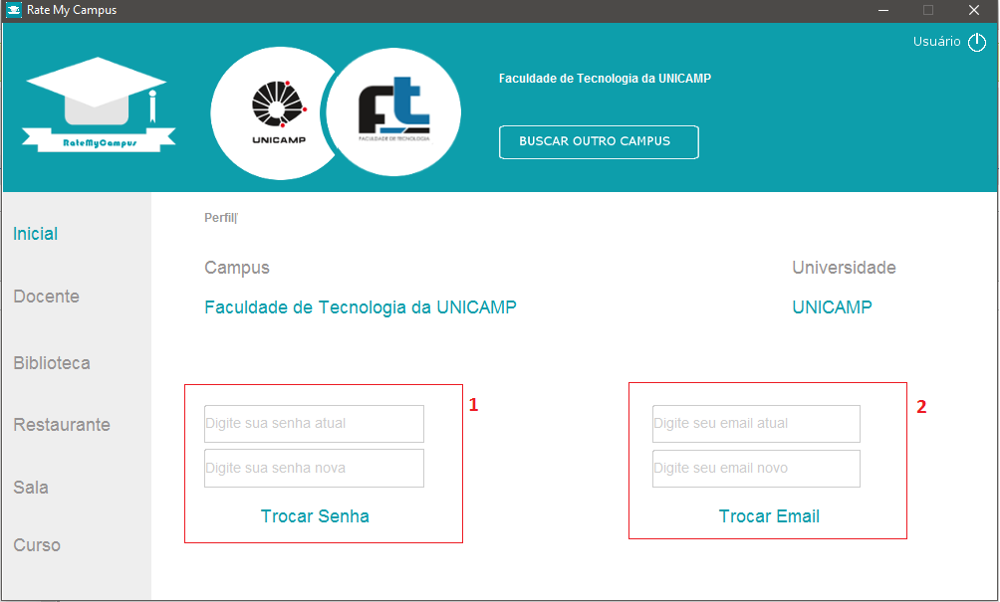 Rate My Campus
Usuário
RateMyCampus
UNICAMP
ft
FACULDADE DE TECNOLOGIA
Faculdade de Tecnologia da UNICAMP
BUSCAR OUTRO CAMPUS
Inicial
Docente
Biblioteca
Restaurante
Sala
Curso
Perfil
Campus
Universidade
Faculdade de Tecnologia da UNICAMP
UNICAMP
1
Digite sua senha atual
Digite sua senha nova
Trocar Senha
2
Digite seu email atual
Digite seu email novo
Trocar Email